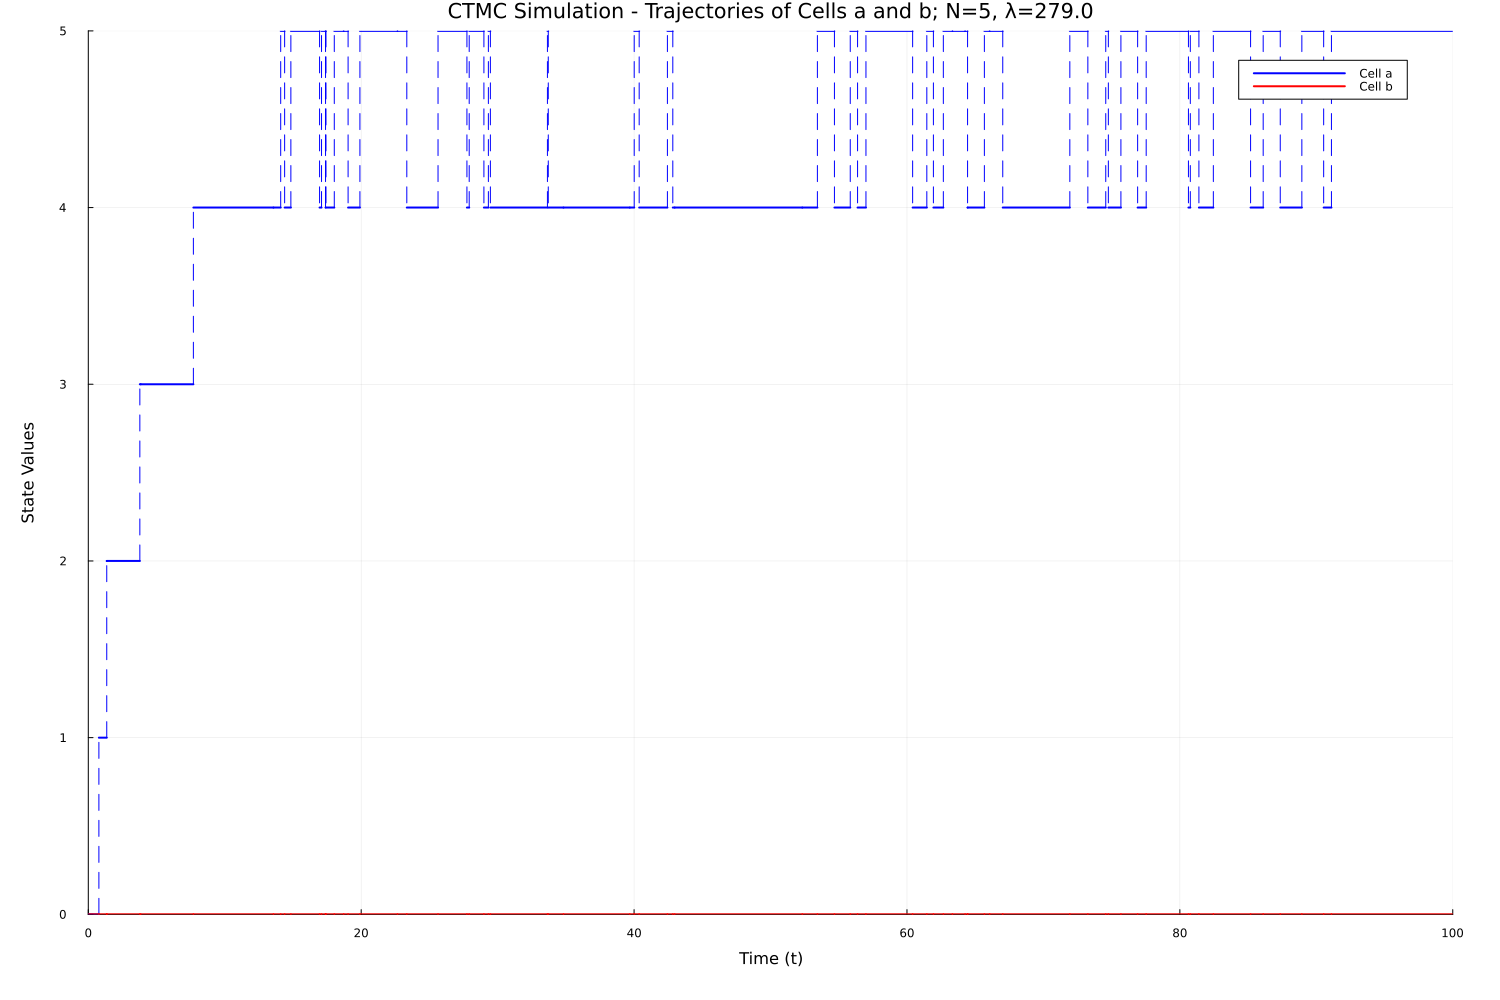 CTMC Simulation - Trajectories of Cells a and b; N=5, λ=279.0
5
Cell a
Cell b
4
3
State Values
2
1
0
0 20 40 60 80 100
Time (t)